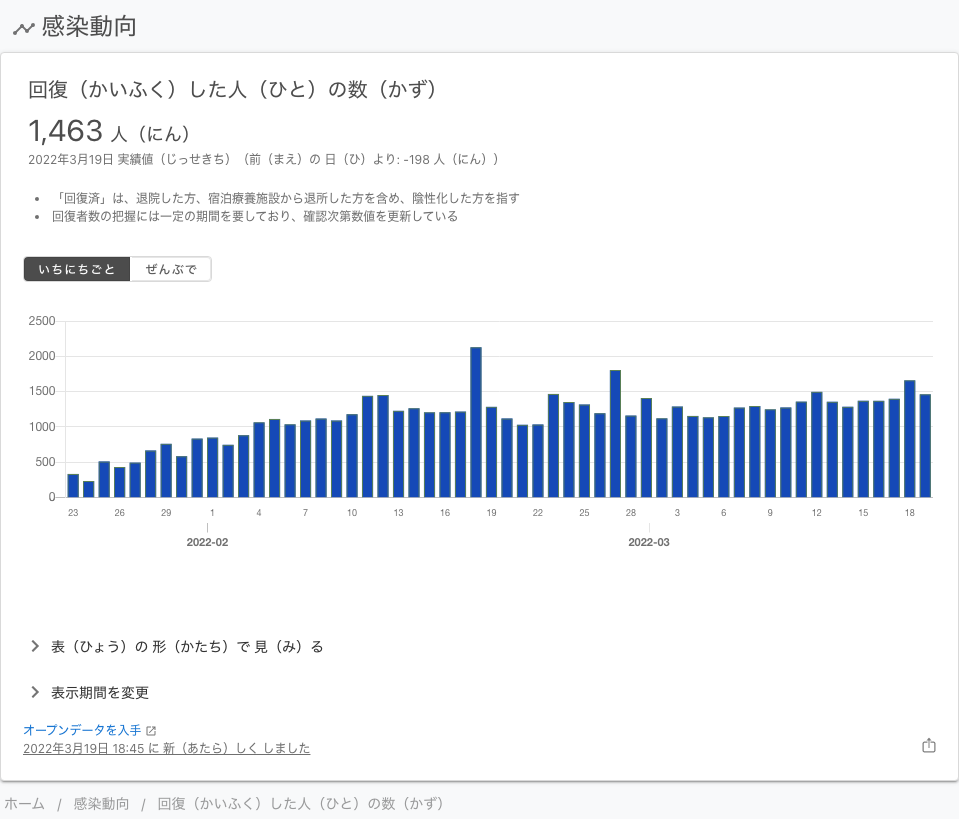 感染動向
回復（かいふく）した人（ひと）の数（かず）
1,463 人（にん）
2022年3月19日 実績値（じっせきち）（前（まえ）の 日（ひ）より: -198 人（にん））
• 「回復済」は、退院した方、宿泊療養施設から退所した方を含め、陰性化した方を指す
• 回復者数の把握には一定の期間を要しており、確認次第数値を更新している
いちにちごと ぜんぶで
2500
2000
1500
1000
500
0
23 26 29 1 4 7 10 13 16 19 22 25 28 3 6 9 12 15 18
2022-02 2022-03
表（ひょう）の 形（かたち）で 見（み）る
表示期間を変更
オープンデータを入手
2022年3月19日 18:45 に 新（あたら）しく しました
ホーム / 感染動向 / 回復（かいふく）した人（ひと）の数（かず）